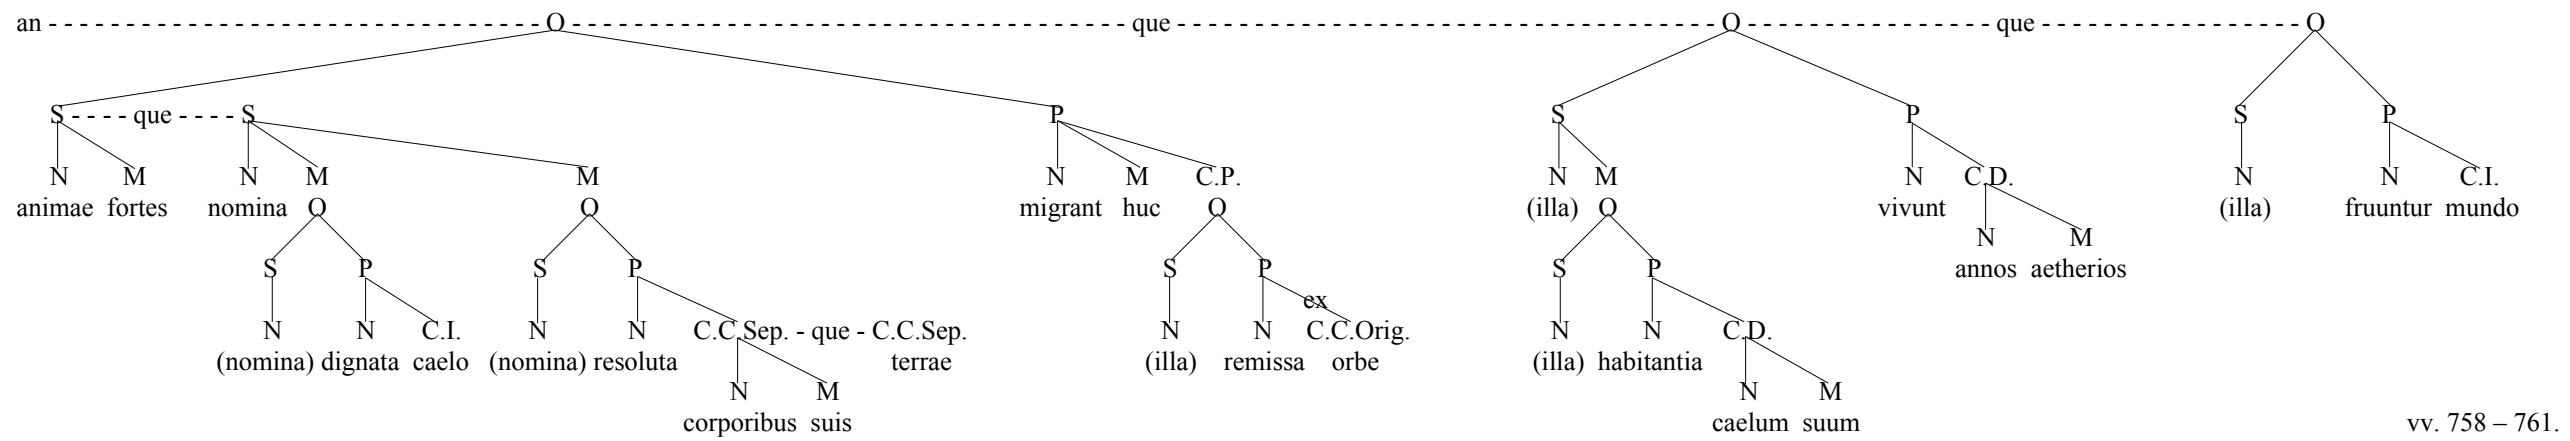 an - - - O - - - que - - - O - - - que - - - O
S - - - - que - - - - S P S P S P
N M N M M N M C.P. N M N C.D. N N C.I.
animae fortes nomina O O migrant huc O (illa) O vivunt (illa) fruuntur mundo
N M
S P S P S P S P annos aetherios
ex
N N C.I. N N C.C.Sep. - que - C.C.Sep. N N C.C.Orig. N N C.D.
(nomina) dignata caelo (nomina) resoluta terrae (illa) remissa orbe (illa) habitantia
N M N M
corporibus suis caelum suum vv. 758 – 761.